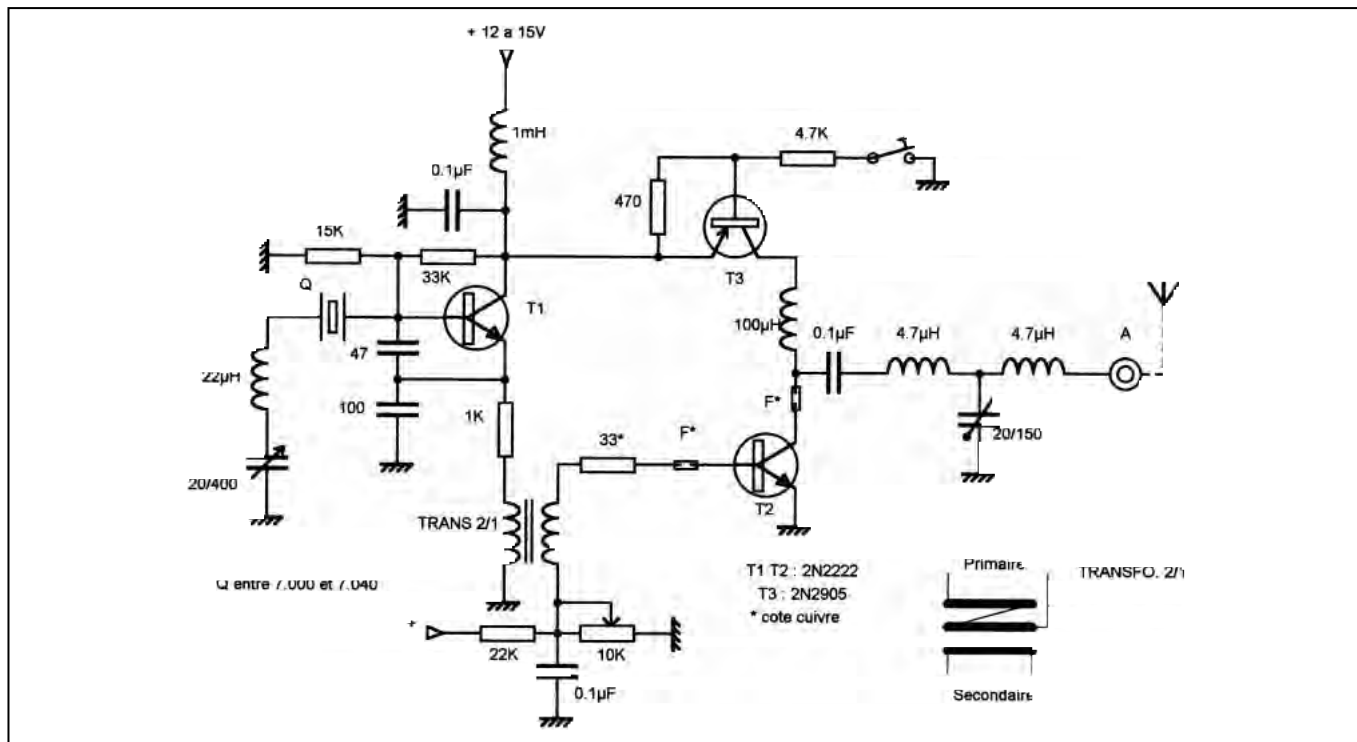 + 12 a 15V
1mH
4.7K
0.1µF
470
15K
33K
Q
T1
T3
100µH
0.1µF
4.7µH
4.7µH
A
47
22µH
100
1K
F*
33*
F*
20/150
20/400
TRANS 2/1
T2
T1 T2 : 2N2222
Primaire
TRANSFO. 2/1
Q entre 7.000 et 7.040
T3 : 2N2905
* cote cuivre
+
22K
10K
0.1µF
Secondaire